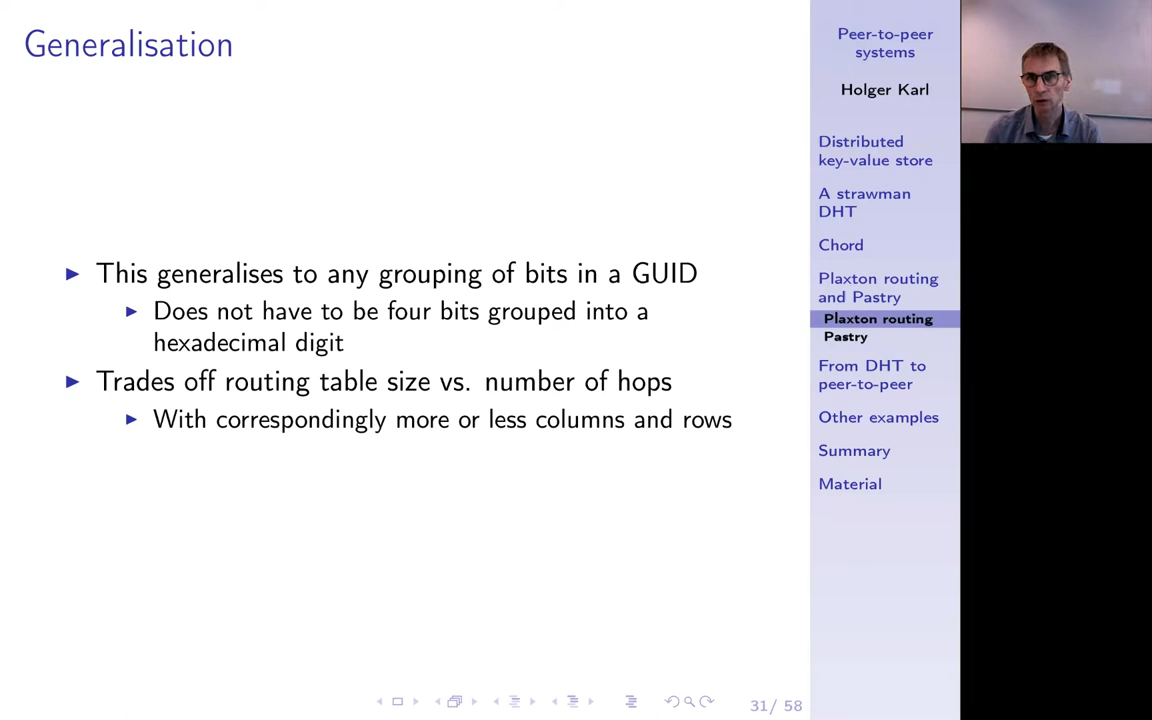 Generalisation
▶ This generalises to any grouping of bits in a GUID
▶ Does not have to be four bits grouped into a
hexadecimal digit
▶ Trades off routing table size vs. number of hops
▶ With correspondingly more or less columns and rows
31/ 58
Peer-to-peer
systems
Holger Karl
Distributed
key-value store
A strawman
DHT
Chord
Plaxton routing
and Pastry
Plaxton routing
Pastry
From DHT to
peer-to-peer
Other examples
Summary
Material